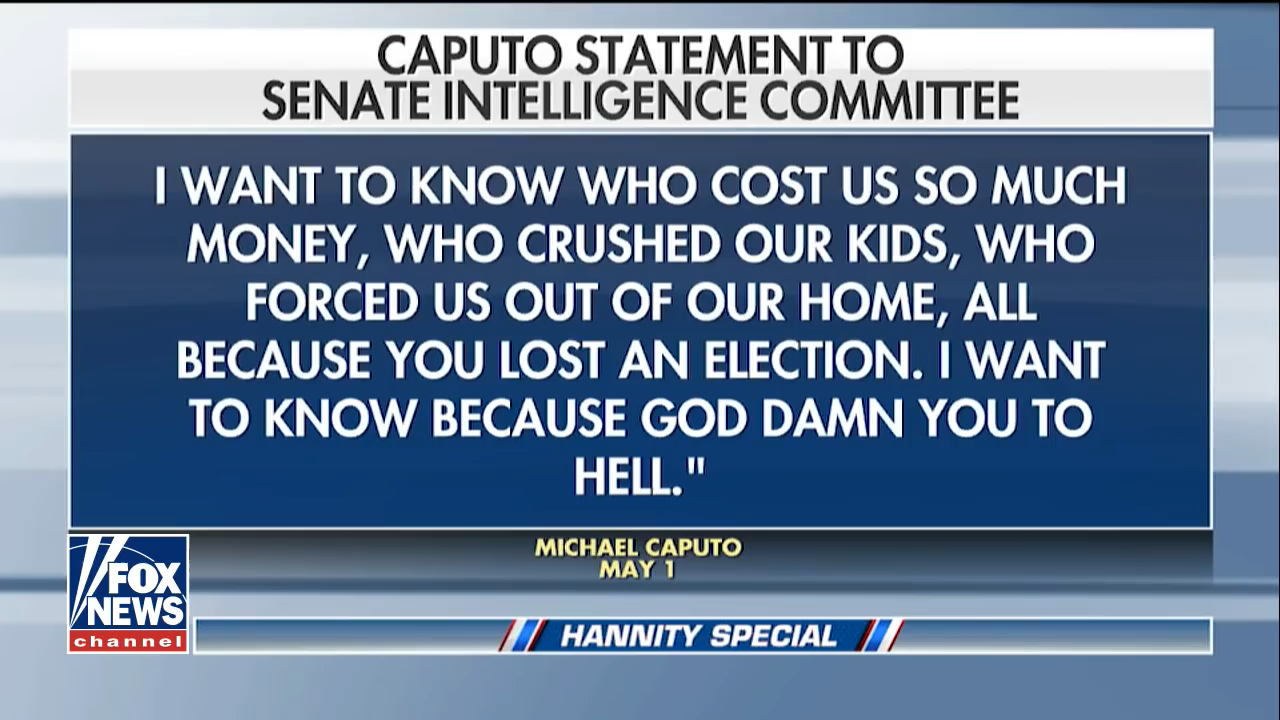 CAPUTO STATEMENT TO
SENATE INTELLIGENCE COMMITTEE
I WANT TO KNOW WHO COST US SO MUCH
MONEY, WHO CRUSHED OUR KIDS, WHO
FORCED US OUT OF OUR HOME, ALL
BECAUSE YOU LOST AN ELECTION. I WANT
TO KNOW BECAUSE GOD DAMN YOU TO
HELL."
MICHAEL CAPUTO
MAY 1
FOX
NEWS
channel
HANNITY SPECIAL